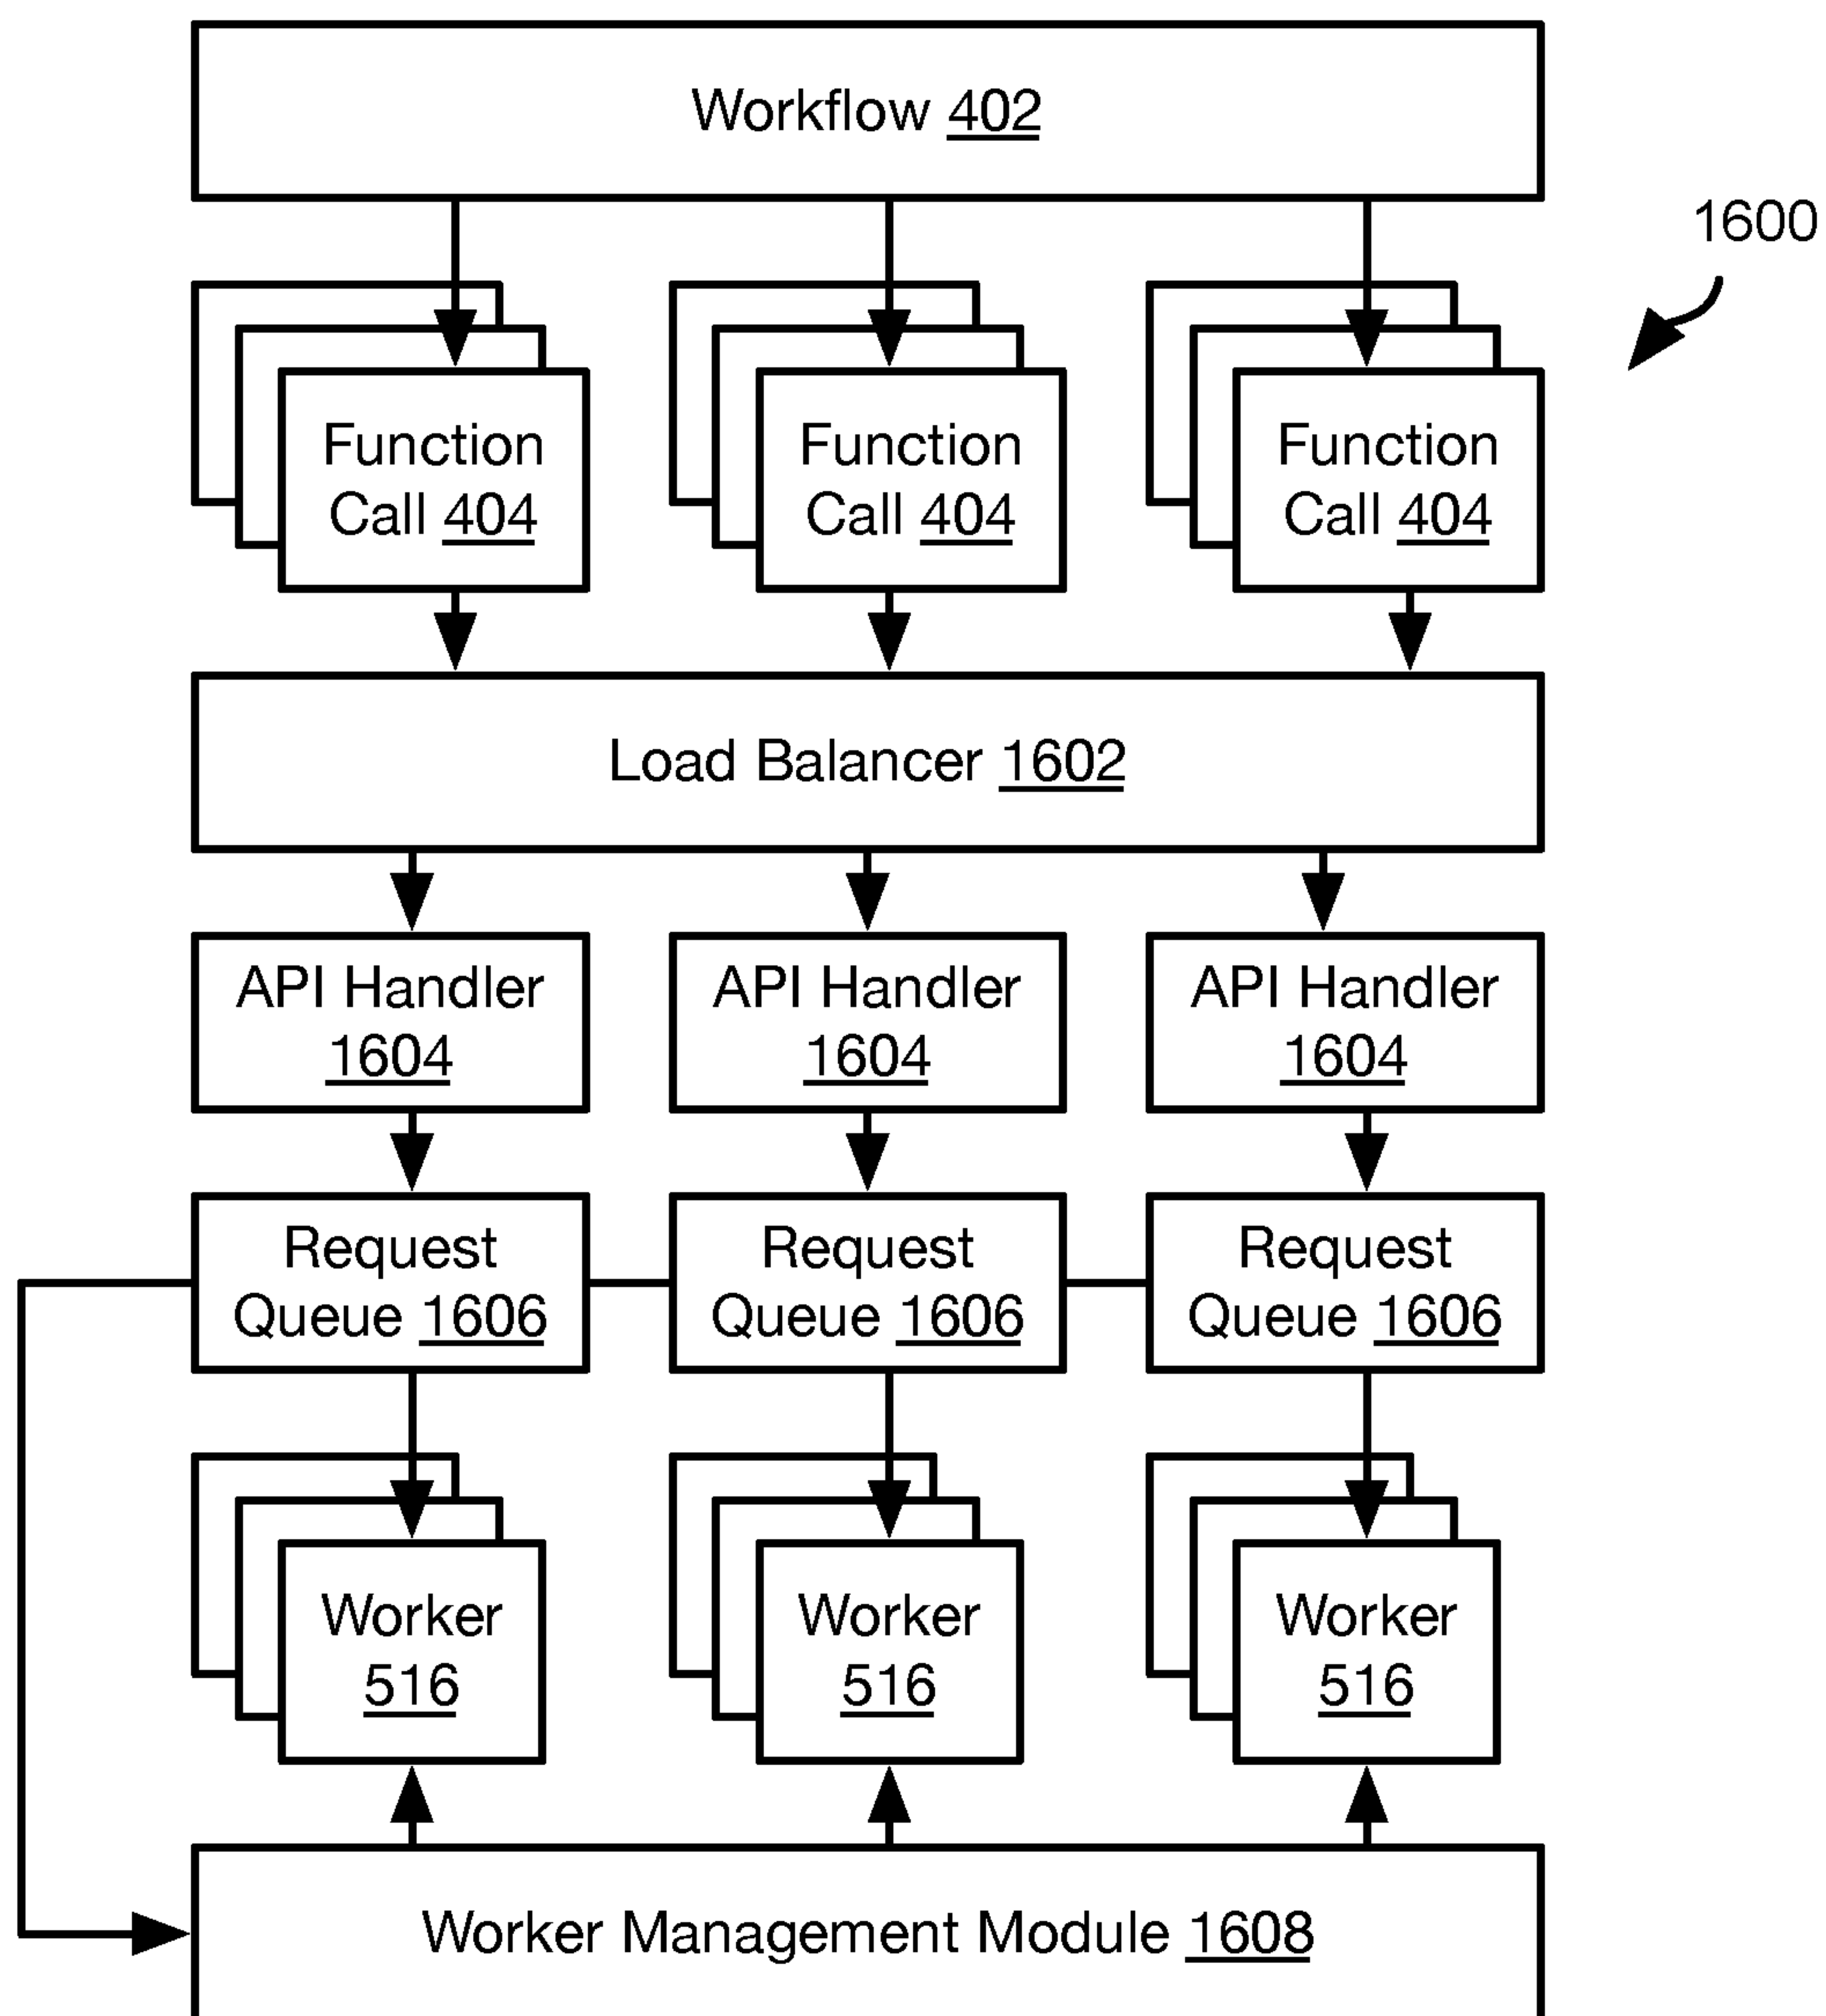 Workflow 402
1600
Function
Call 404
Function
Call 404
Function
Call 404
Load Balancer 1602
API Handler
1604
API Handler
1604
API Handler
1604
Request
Queue 1606
Request
Queue 1606
Request
Queue 1606
Worker
516
Worker
516
Worker
516
Worker Management Module 1608